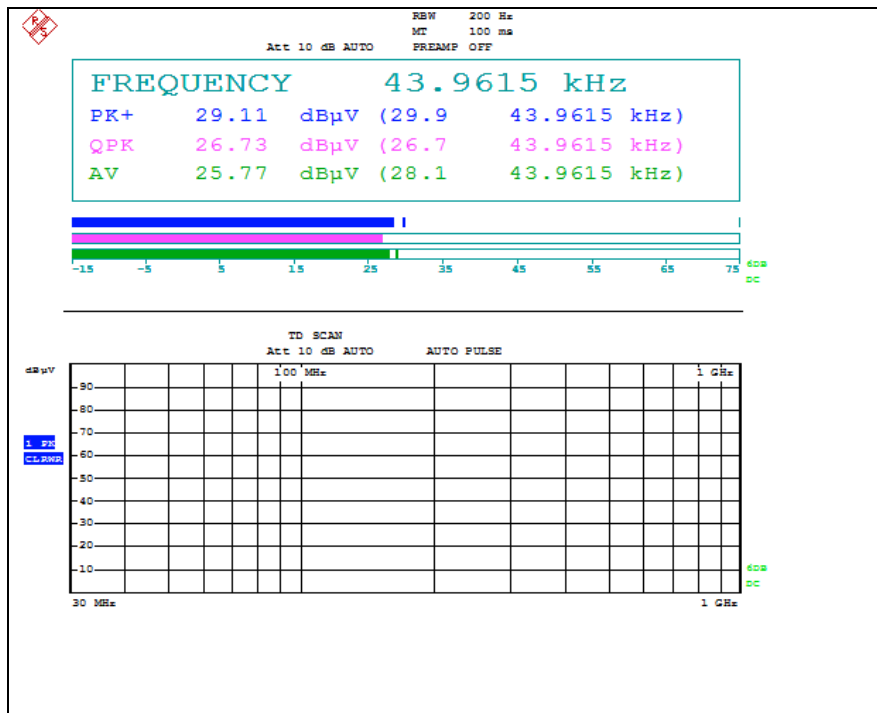 R S
RBW 200 Hz
MT 100 ms
Att 10 dB AUTO PREAMP OFF
FREQUENCY 43.9615 kHz
PK+ 29.11 dBµV (29.9 43.9615 kHz)
QPK 26.73 dBµV (26.7 43.9615 kHz)
AV 25.77 dBµV (28.1 43.9615 kHz)
-15 -5 5 15 25 35 45 55 65 75
6DB
DC
TD SCAN
Att 10 dB AUTO AUTO PULSE
dBµV
100 MHz 1 GHz
90
80
70
1 PK
60
CLRWR
50
40
30
20
10
6DB
DC
30 MHz 1 GHz